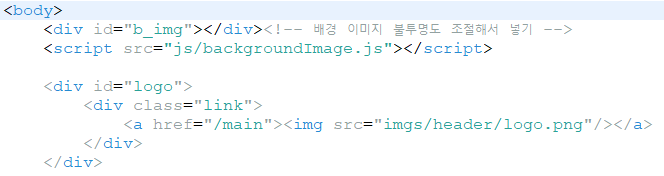 <body>
<div id="b_img"></div><!-- 배경 이미지 불투명도 조절해서 넣기 -->
<script src="js/backgroundImage.js"></script>
<div id="logo">
<div class="link">
<a href="/main"><img src="imgs/header/logo.png"/></a>
</div>
</div>